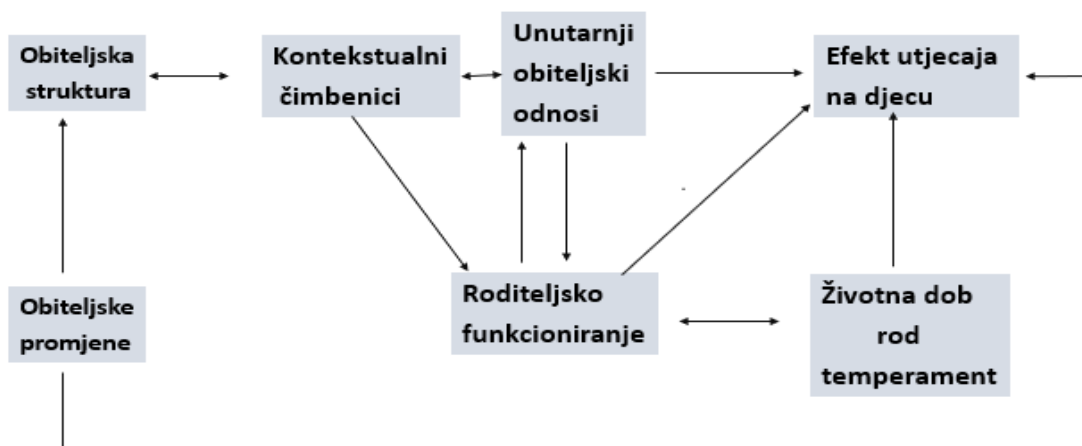 Obiteljska
struktura
Kontekstualni
čimbenici
Unutarnji
obiteljski
odnosi
Efekt utjecaja
na djecu
Obiteljske
promjene
Roditeljsko
funkcioniranje
Životna dob
rod
temperament